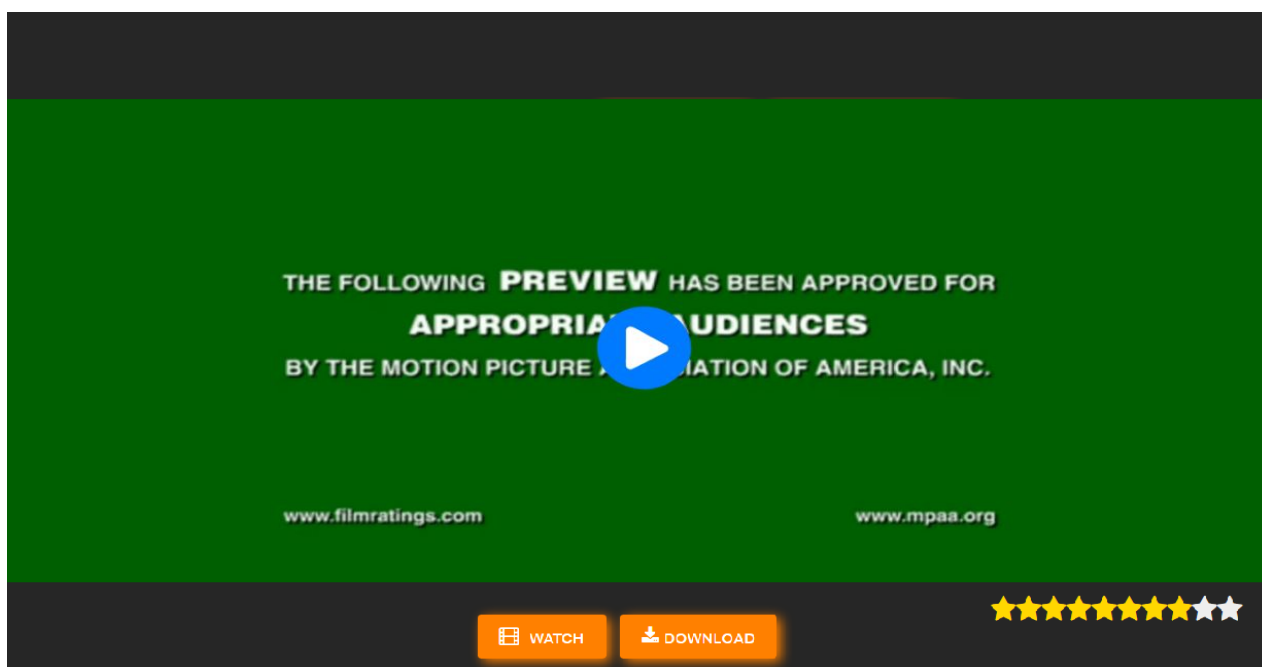 THE FOLLOWING PREVIEW HAS BEEN APPROVED FOR
AUDIENCES
BY THE MOTION PICTURE OF AMERICA, INC.
www.filmratings.com www.mpaa.org
WATCH DOWNLOAD